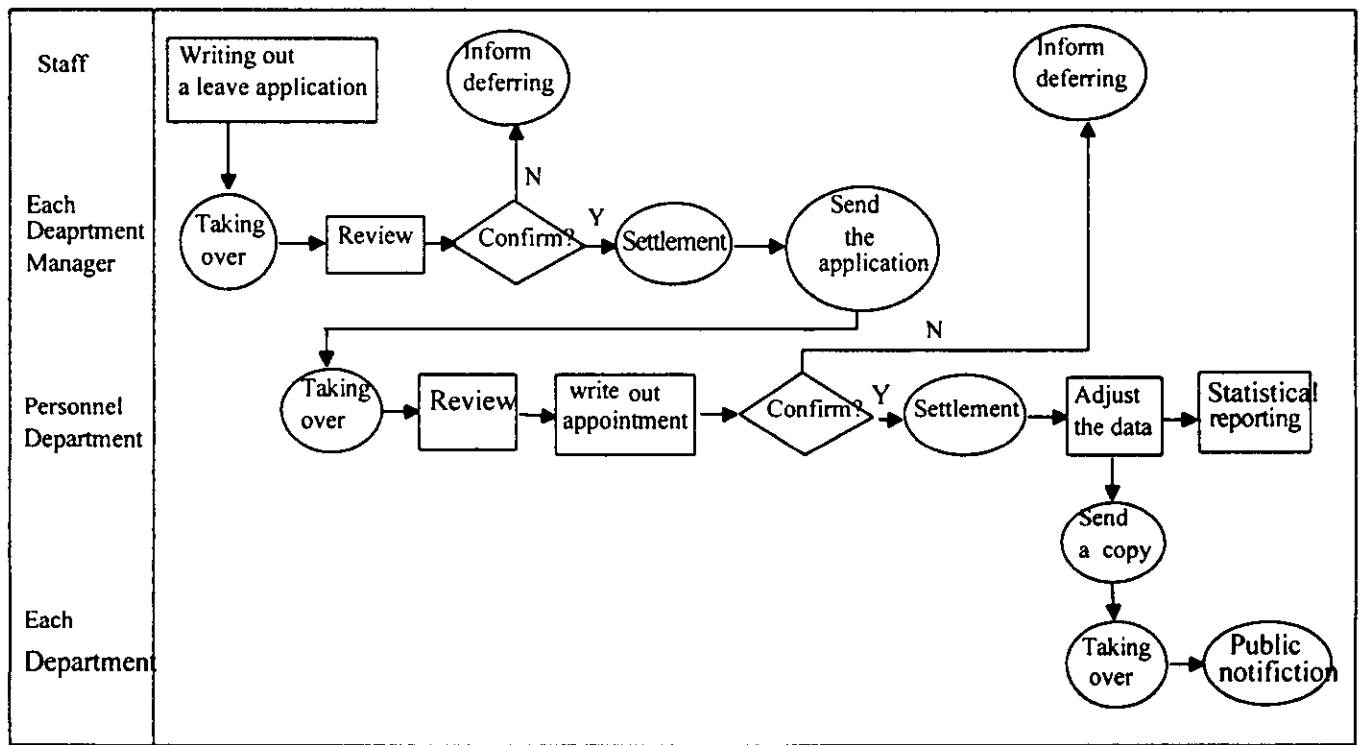 Staff
Writing out
a leave application
Inform
deferring
Inform
deferring
N
Each
Deaprtment
Manager
Taking
over
Review
Confirm?
Y
Settlement
Send
the
application
N
Personnel
Department
Taking
over
Review
write out
appointment
Confirm?
Y
Settlement
Adjust
the data
Statistical
reporting
Send
a copy
Each
Department
Taking
over
Public
notifiction